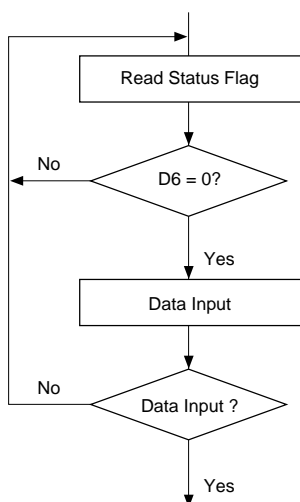 Read Status Flag
No
D6 = 0?
Yes
Data Input
No
Data Input ?
Yes